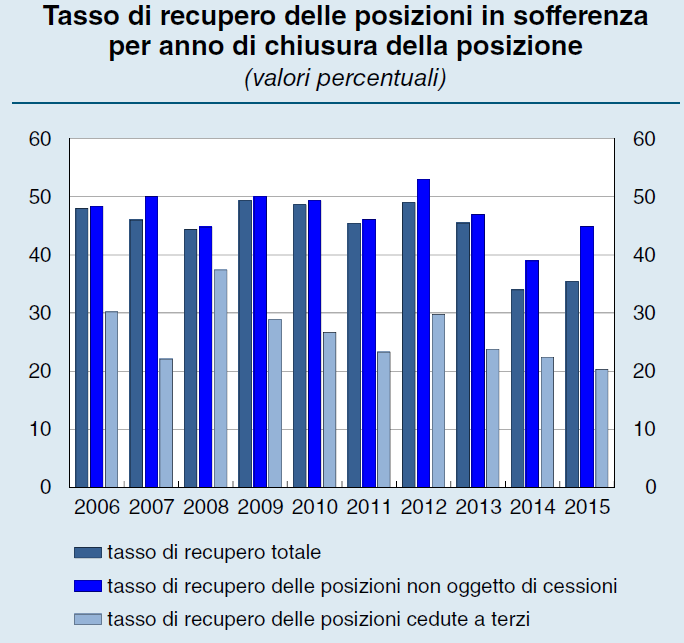 Tasso di recupero delle posizioni in sofferenza
per anno di chiusura della posizione
(valori percentuali)
60 60
50 50
40 40
30 30
20 20
10 10
0 0
2006 2007 2008 2009 2010 2011 2012 2013 2014 2015
tasso di recupero totale
tasso di recupero delle posizioni non oggetto di cessioni
tasso di recupero delle posizioni cedute a terzi